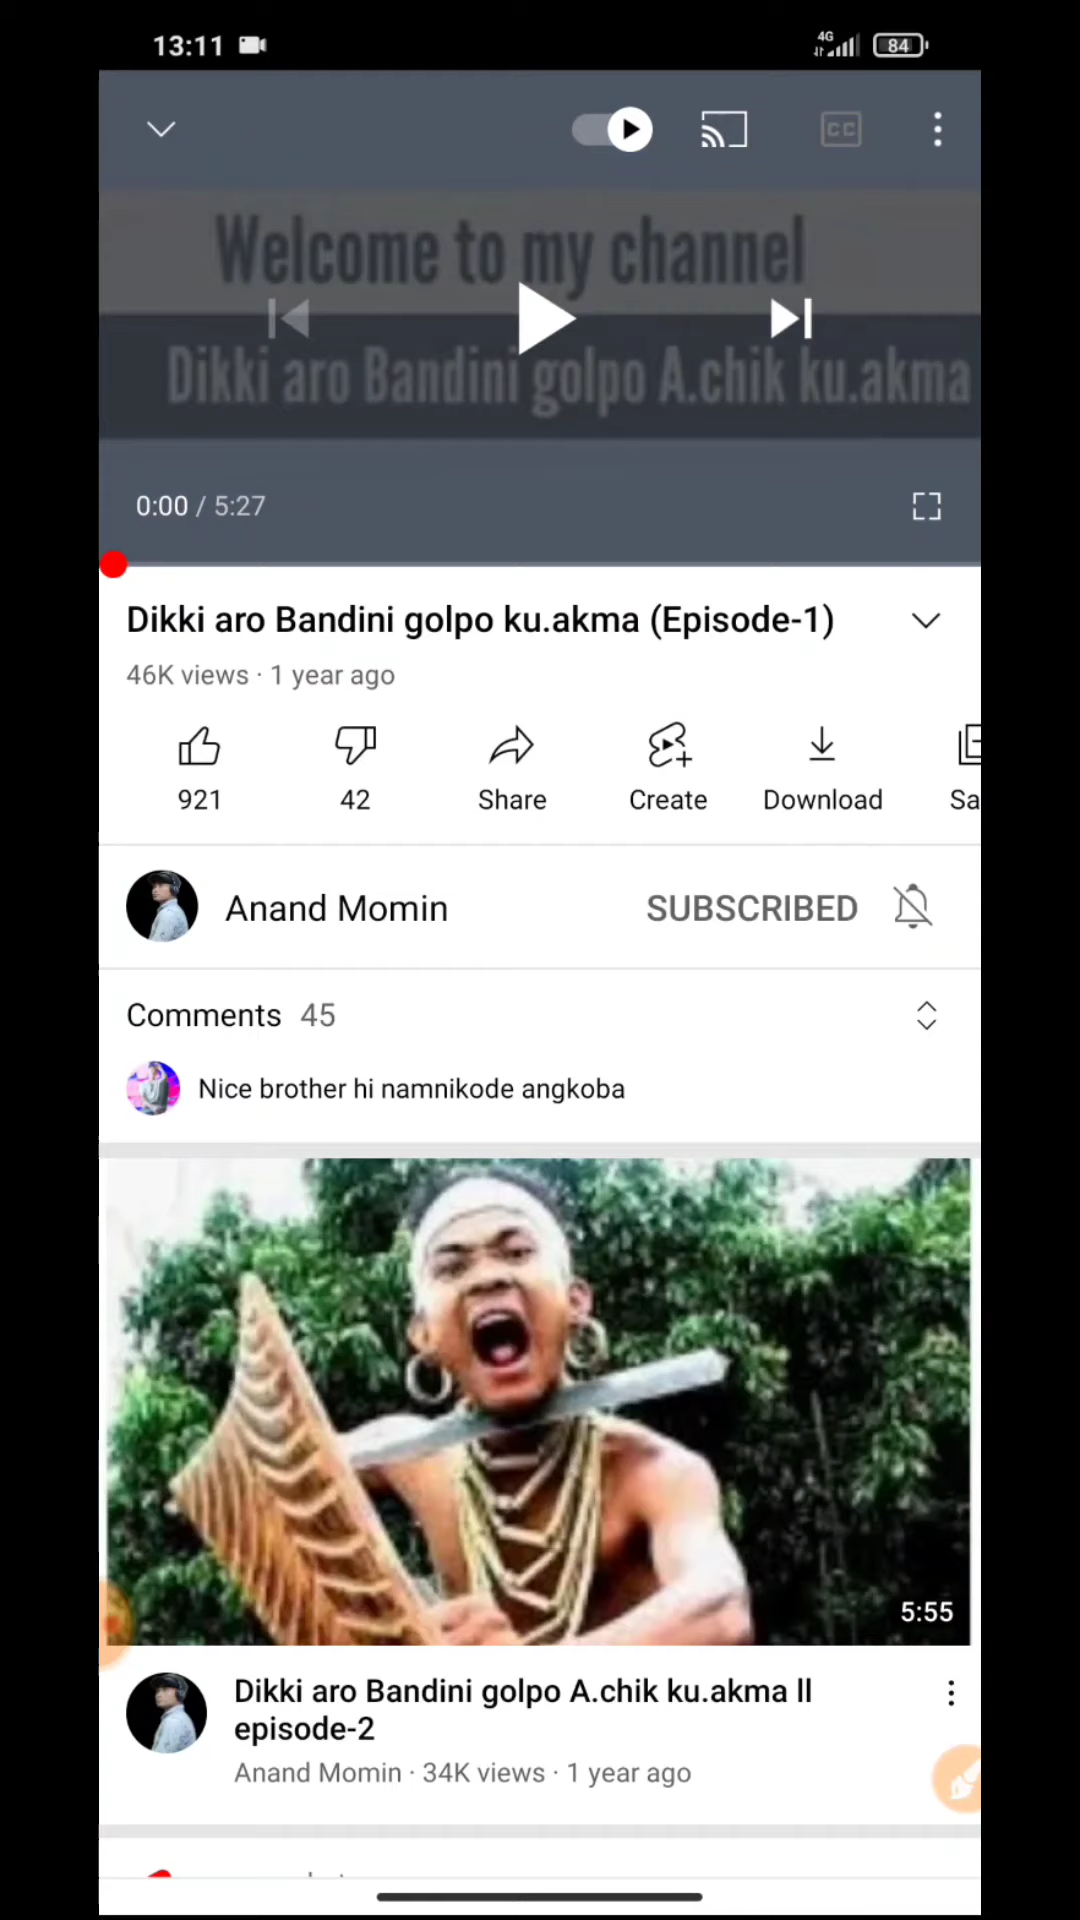 13:11
4G
84
CC
Welcome to my channel
Dikki aro Bandini golpo A.chik ku.akma
0:00 / 5:27
Dikki aro Bandini golpo ku.akma (Episode-1)
46K views · 1 year ago
921
42
Share
Create
Download
Sa
Anand Momin
SUBSCRIBED
Comments 45
Nice brother hi namnikode angkoba
5:55
Dikki aro Bandini golpo A.chik ku.akma ll
episode-2
Anand Momin · 34K views · 1 year ago